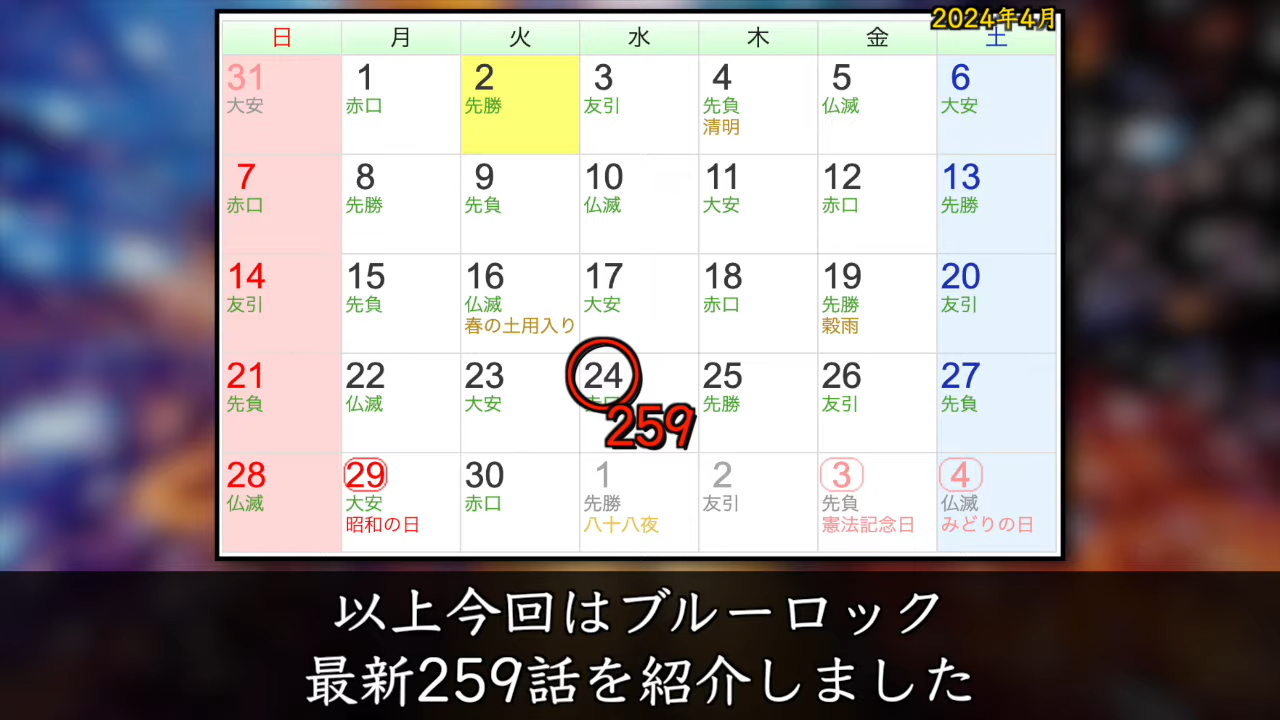 2024年4月
日 月 火 水 木 金 土
31 1 2 3 4 5 6
大安 赤口 先勝 友引 先負 仏滅 大安
清明
7 8 9 10 11 12 13
赤口 先勝 先負 仏滅 大安 赤口 先勝
14 15 16 17 18 19 20
友引 先負 仏滅 大安 赤口 先勝 友引
春の土用入り 穀雨
21 22 23 24 25 26 27
先負 仏滅 大安 先勝 友引 先負
259
28 29 30 1 2 3 4
仏滅 大安 赤口 先勝 友引 先負 仏滅
昭和の日 八十八夜 憲法記念日 みどりの日
以上今回はブルーロック
最新259話を紹介しました